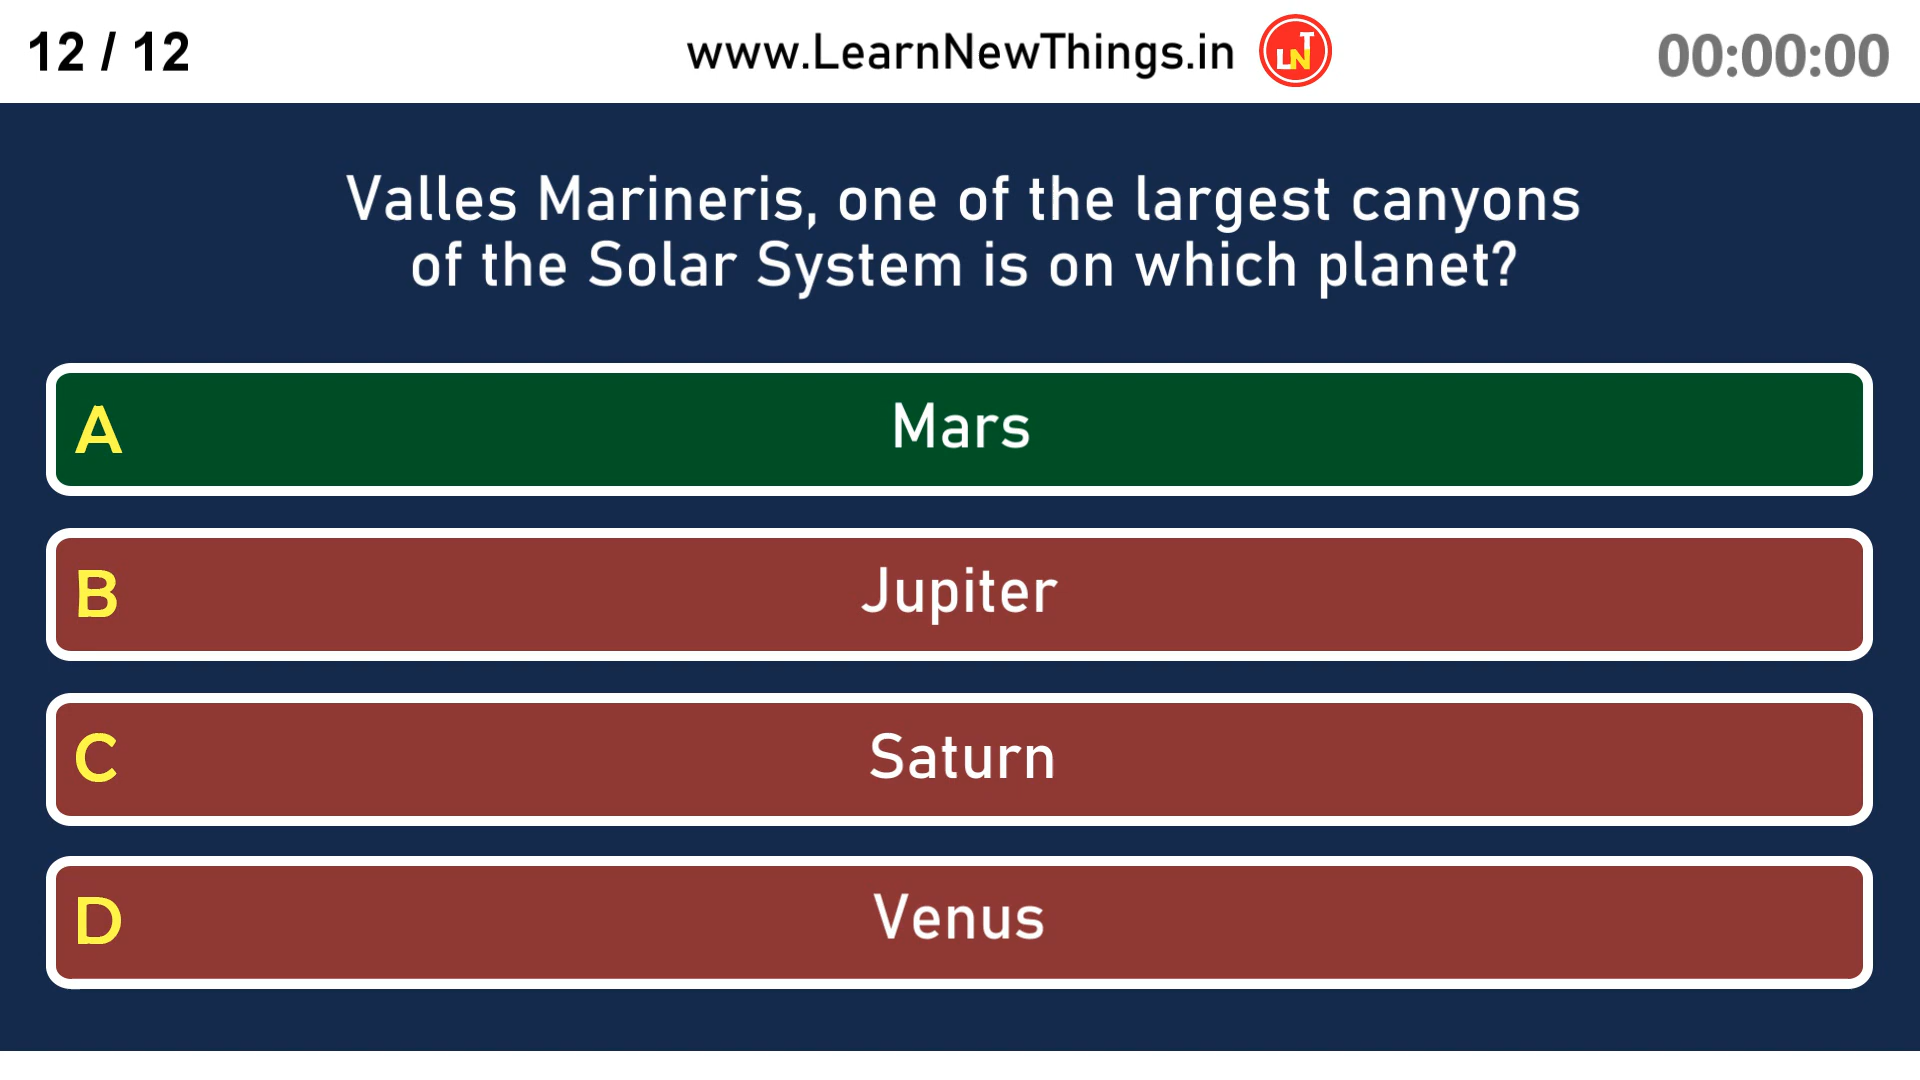 12 / 12
www.LearnNewThings.in
LNT
00:00:00
Valles Marineris, one of the largest canyons
of the Solar System is on which planet?
A Mars
B Jupiter
C Saturn
D Venus